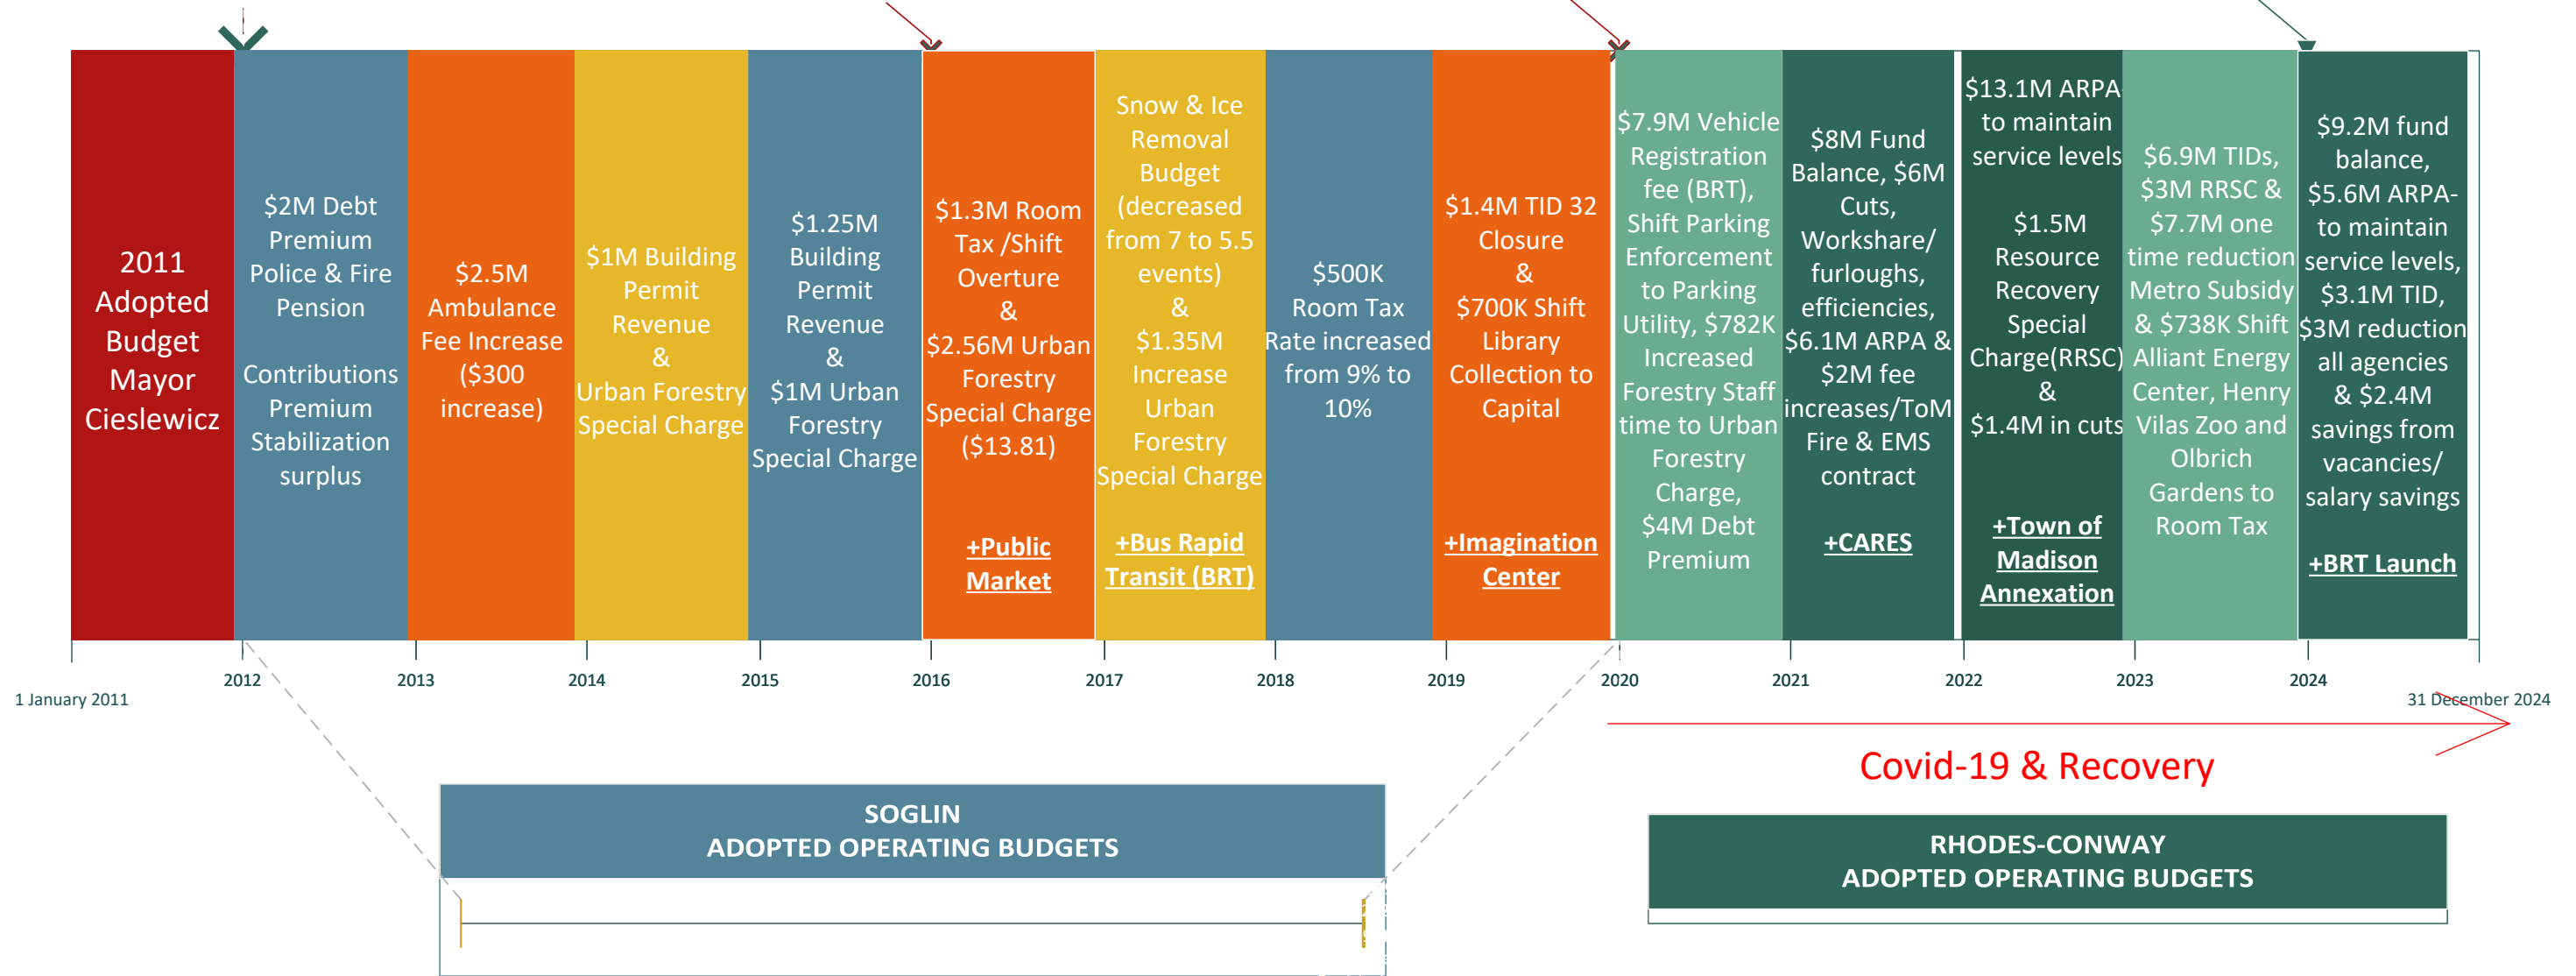 2011
Adopted
Budget
Mayor
Cieslewicz
$2M Debt
Premium
Police & Fire
Pension
Contributions
Premium
Stabilization
surplus
$2.5M
Ambulance
Fee Increase
($300
increase)
$1M Building
Permit
Revenue
&
Urban Forestry
Special Charge
$1.25M
Building
Permit
Revenue
&
$1M Urban
Forestry
Special Charge
$1.3M Room
Tax /Shift
Overture
&
$2.56M Urban
Forestry
Special Charge
($13.81)
+Public
Market
Snow & Ice
Removal
Budget
(decreased
from 7 to 5.5
events)
&
$1.35M
Increase
Urban
Forestry
Special Charge
+Bus Rapid
Transit (BRT)
$500K
Room Tax
Rate increased
from 9% to
10%
$1.4M TID 32
Closure
&
$700K Shift
Library
Collection to
Capital
+Imagination
Center
$7.9M Vehicle
Registration
fee (BRT),
Shift Parking
Enforcement
to Parking
Utility, $782K
Increased
Forestry Staff
time to Urban
Forestry
Charge,
$4M Debt
Premium
$8M Fund
Balance, $6M
Cuts,
Workshare/
furloughs,
efficiencies,
$6.1M ARPA &
$2M fee
increases/ToM
Fire & EMS
contract
+CARES
$13.1M ARPA
to maintain
service levels
$1.5M
Resource
Recovery
Special
Charge(RRSC)
&
$1.4M in cuts
+Town of
Madison
Annexation
$6.9M TIDs,
$3M RRSC &
$7.7M one
time reduction
Metro Subsidy
& $738K Shift
Alliant Energy
Center, Henry
Vilas Zoo and
Olbrich
Gardens to
Room Tax
$9.2M fund
balance,
$5.6M ARPA-
to maintain
service levels,
$3.1M TID,
$3M reduction
all agencies
& $2.4M
savings from
vacancies/
salary savings
+BRT Launch
2012 2013 2014 2015 2016 2017 2018 2019 2020 2021 2022 2023 2024
1 January 2011
31 December 2024
Covid-19 & Recovery
SOGLIN
ADOPTED OPERATING BUDGETS
RHODES-CONWAY
ADOPTED OPERATING BUDGETS